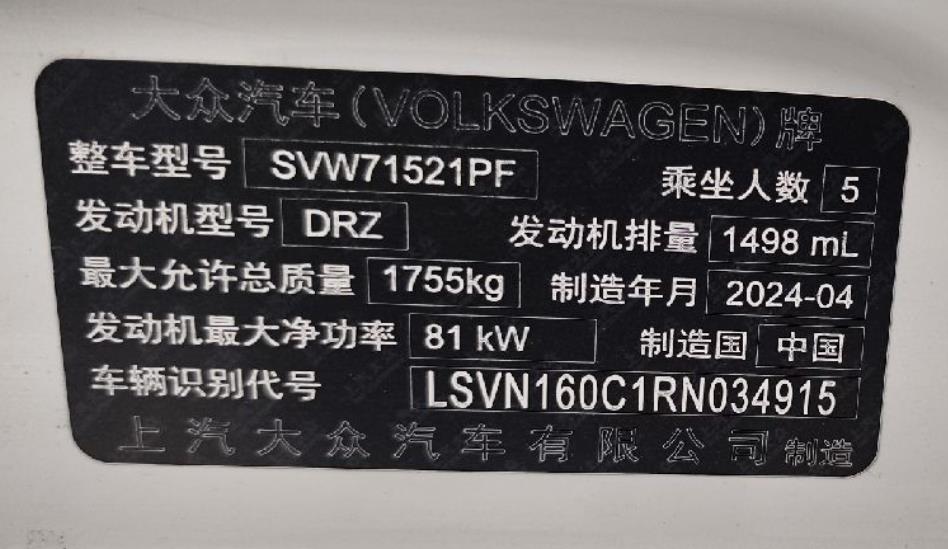 大众汽车(VOLKSWAGEN)牌
整车型号 SVW71521PF 乘坐人数 5
发动机型号 DRZ 发动机排量 1498 mL
最大允许总质量 1755kg 制造年月 2024-04
发动机最大净功率 81 kW 制造国 中国
车辆识别代号 LSVN160C1RN034915
上汽大众汽车有限公司 制造